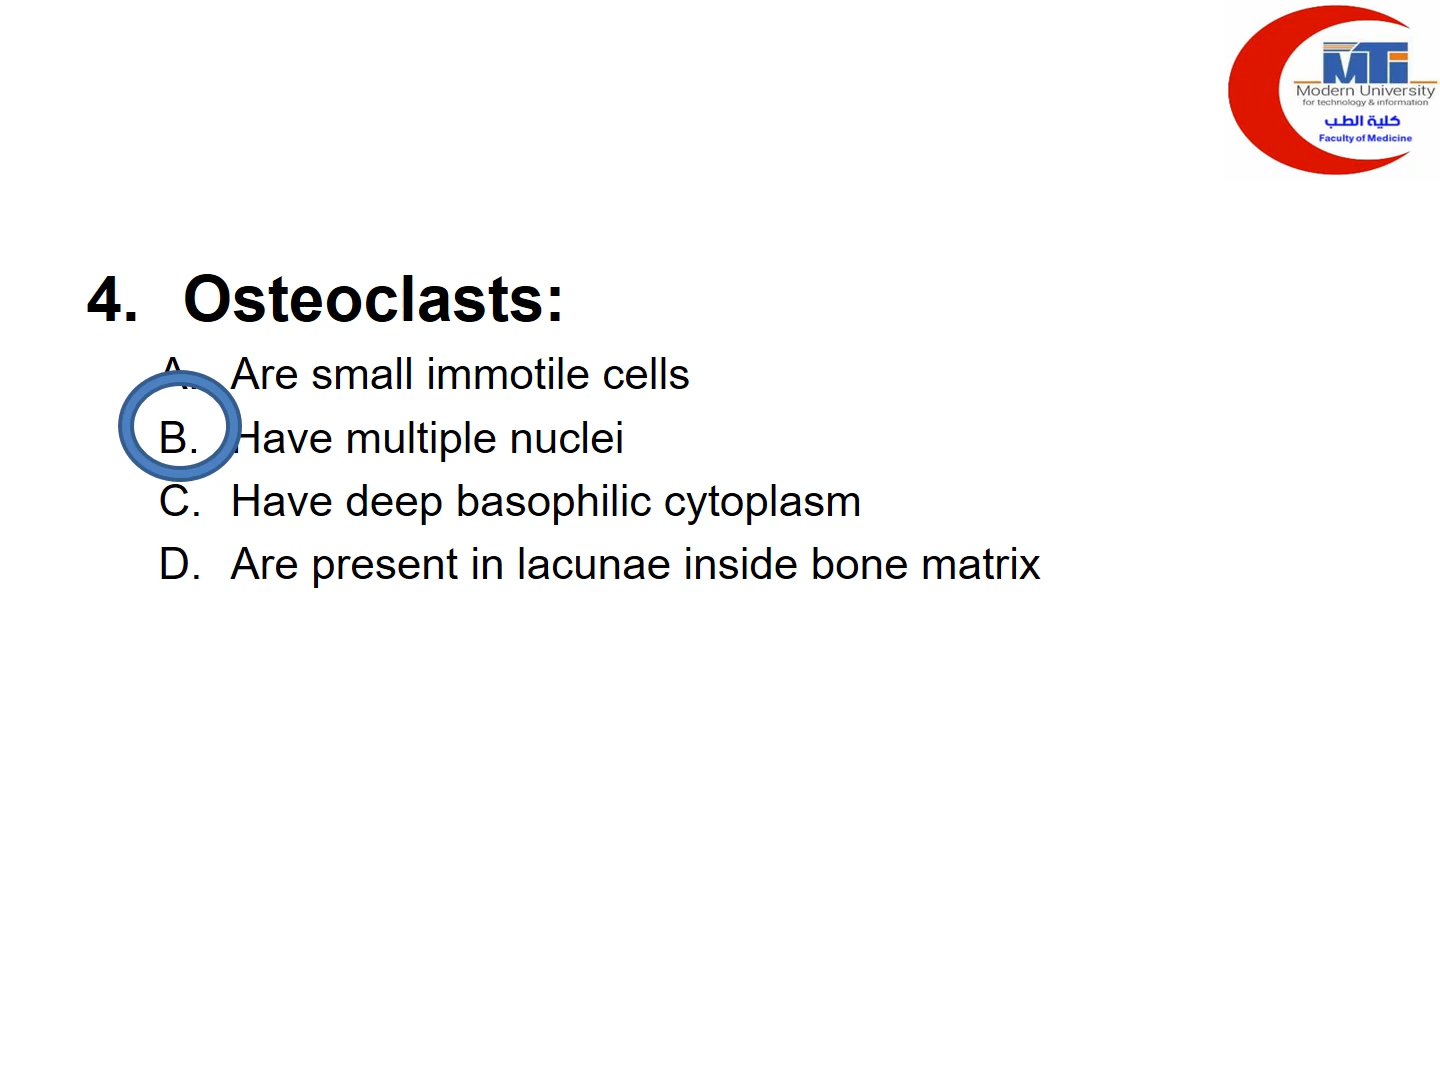 MTi
Modern University
for technology & information
كلية الطب
Faculty of Medicine
4. Osteoclasts:
A. Are small immotile cells
B. Have multiple nuclei
C. Have deep basophilic cytoplasm
D. Are present in lacunae inside bone matrix